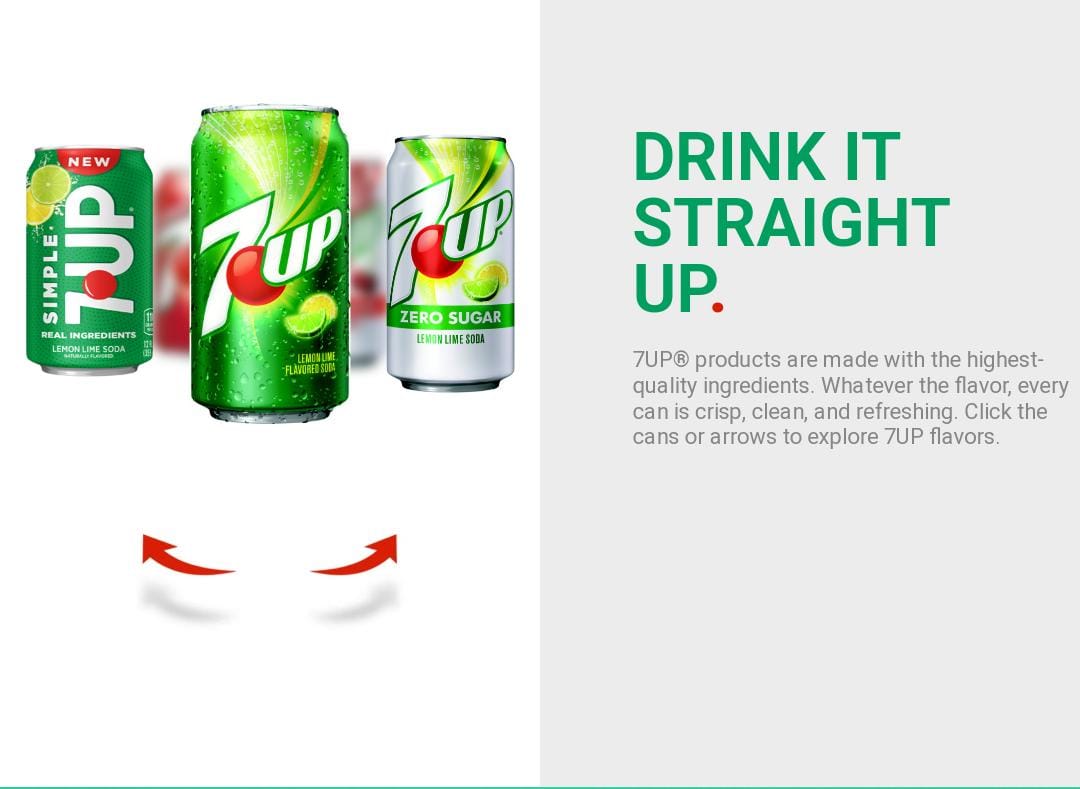 NEW
SIMPLE
7UP
REAL INGREDIENTS
LEMON LIME SODA
NATURALLY FLAVORED
7UP
LEMON LIME
FLAVORED SODA
7UP
ZERO SUGAR
LEMON LIME SODA
DRINK IT
STRAIGHT
UP.
7UP® products are made with the highest-
quality ingredients. Whatever the flavor, every
can is crisp, clean, and refreshing. Click the
cans or arrows to explore 7UP flavors.